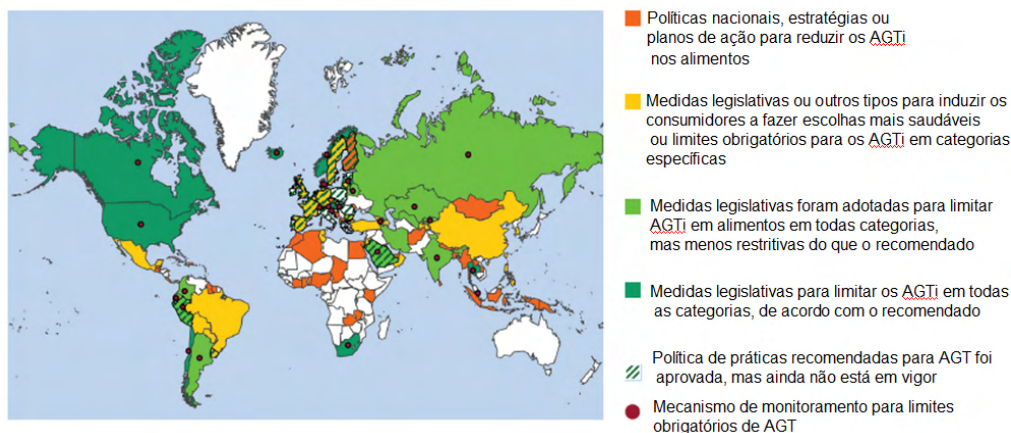 Políticas nacionais, estratégias ou
planos de ação para reduzir os AGTi
nos alimentos
Medidas legislativas ou outros tipos para induzir os
consumidores a fazer escolhas mais saudáveis
ou limites obrigatórios para os AGTi em categorias
específicas
Medidas legislativas foram adotadas para limitar
AGTi em alimentos em todas categorias,
mas menos restritivas do que o recomendado
Medidas legislativas para limitar os AGTi em todas
as categorias, de acordo com o recomendado
Política de práticas recomendadas para AGT foi
aprovada, mas ainda não está em vigor
Mecanismo de monitoramento para limites
obrigatórios de AGT